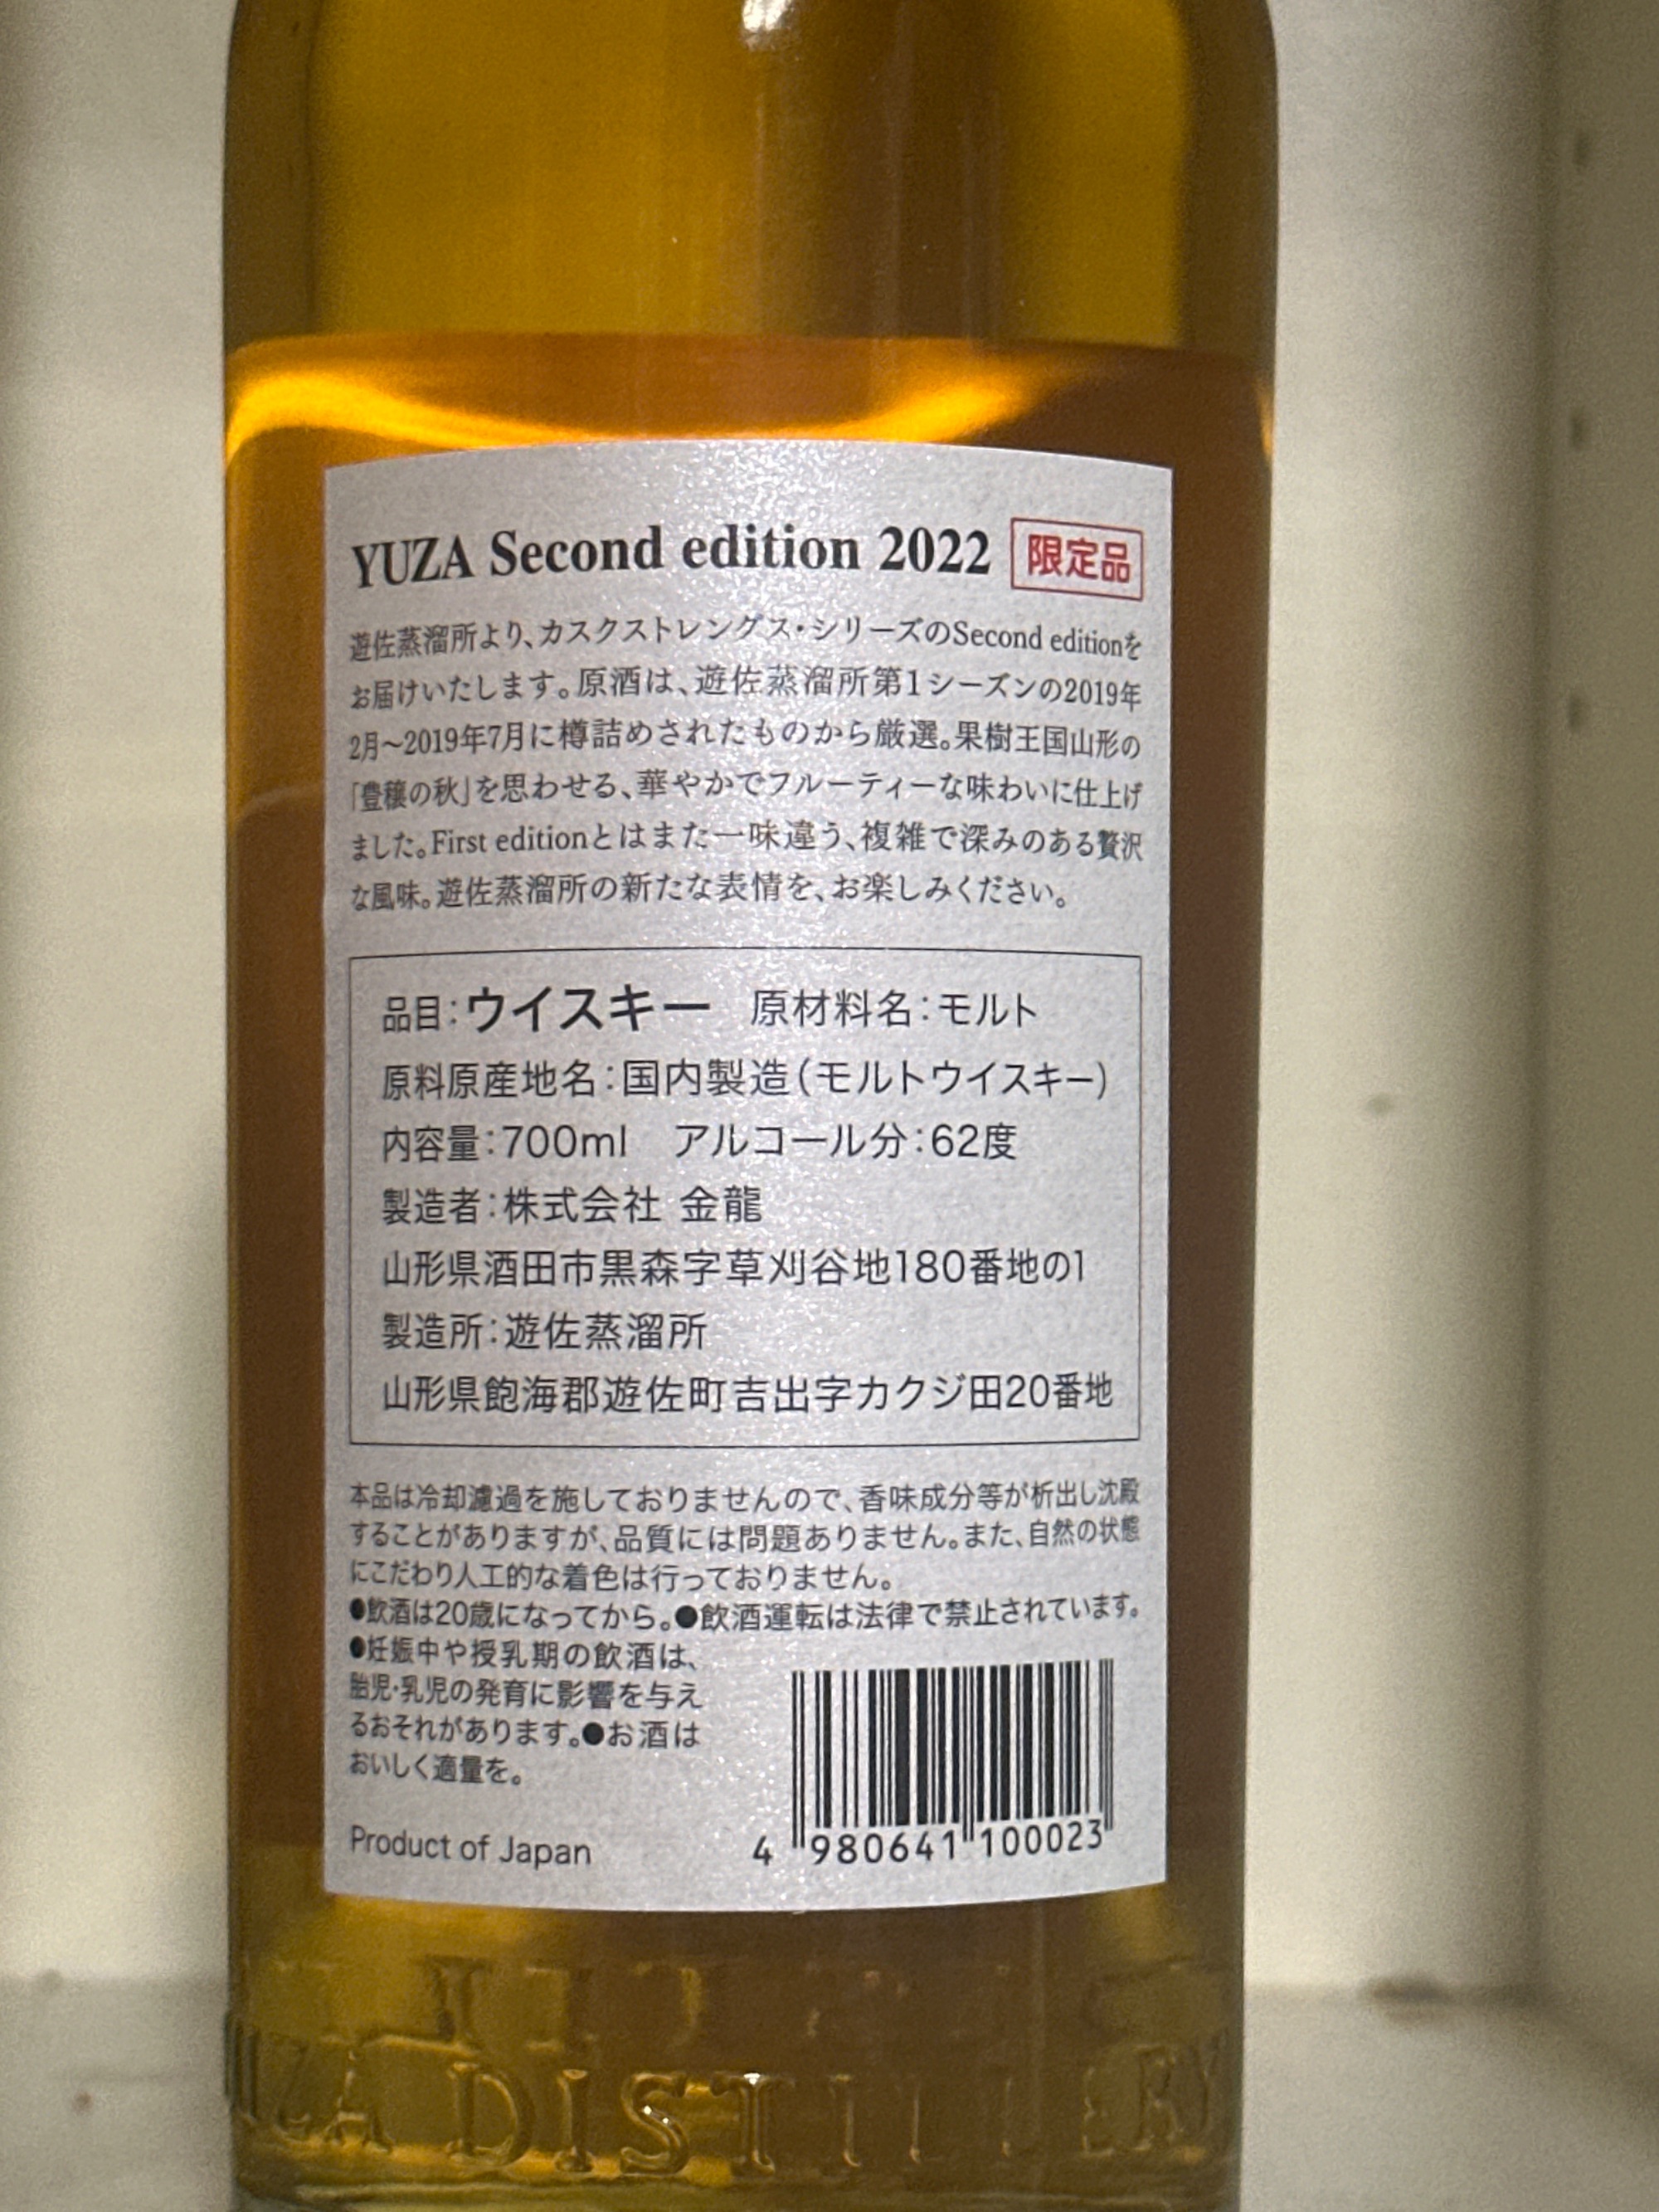 YUZA Second edition 2022 限定品
遊佐蒸溜所より、カスクストレングス・シリーズのSecond editionを
お届けいたします。原酒は、遊佐蒸溜所第1シーズンの2019年
2月〜2019年7月に樽詰めされたものから厳選。果樹王国山形の
「豊穣の秋」を思わせる、華やかでフルーティーな味わいに仕上げ
ました。First editionとはまた一味違う、複雑で深みのある贅沢
な風味。遊佐蒸溜所の新たな表情を、お楽しみください。
品目：ウイスキー 原材料名：モルト
原料原産地名：国内製造（モルトウイスキー）
内容量：700ml アルコール分：62度
製造者：株式会社 金龍
山形県酒田市黒森字草刈谷地180番地の1
製造所：遊佐蒸溜所
山形県飽海郡遊佐町吉出字カクジ田20番地
本品は冷却濾過を施しておりませんので、香味成分等が析出し沈殿
することがありますが、品質には問題ありません。また、自然の状態
にこだわり人工的な着色は行っておりません。
●飲酒は20歳になってから。●飲酒運転は法律で禁止されています。
●妊娠中や授乳期の飲酒は、
胎児・乳児の発育に影響を与え
るおそれがあります。●お酒は
おいしく適量を。
Product of Japan
4 980641 100023
YUZA DISTILLERY